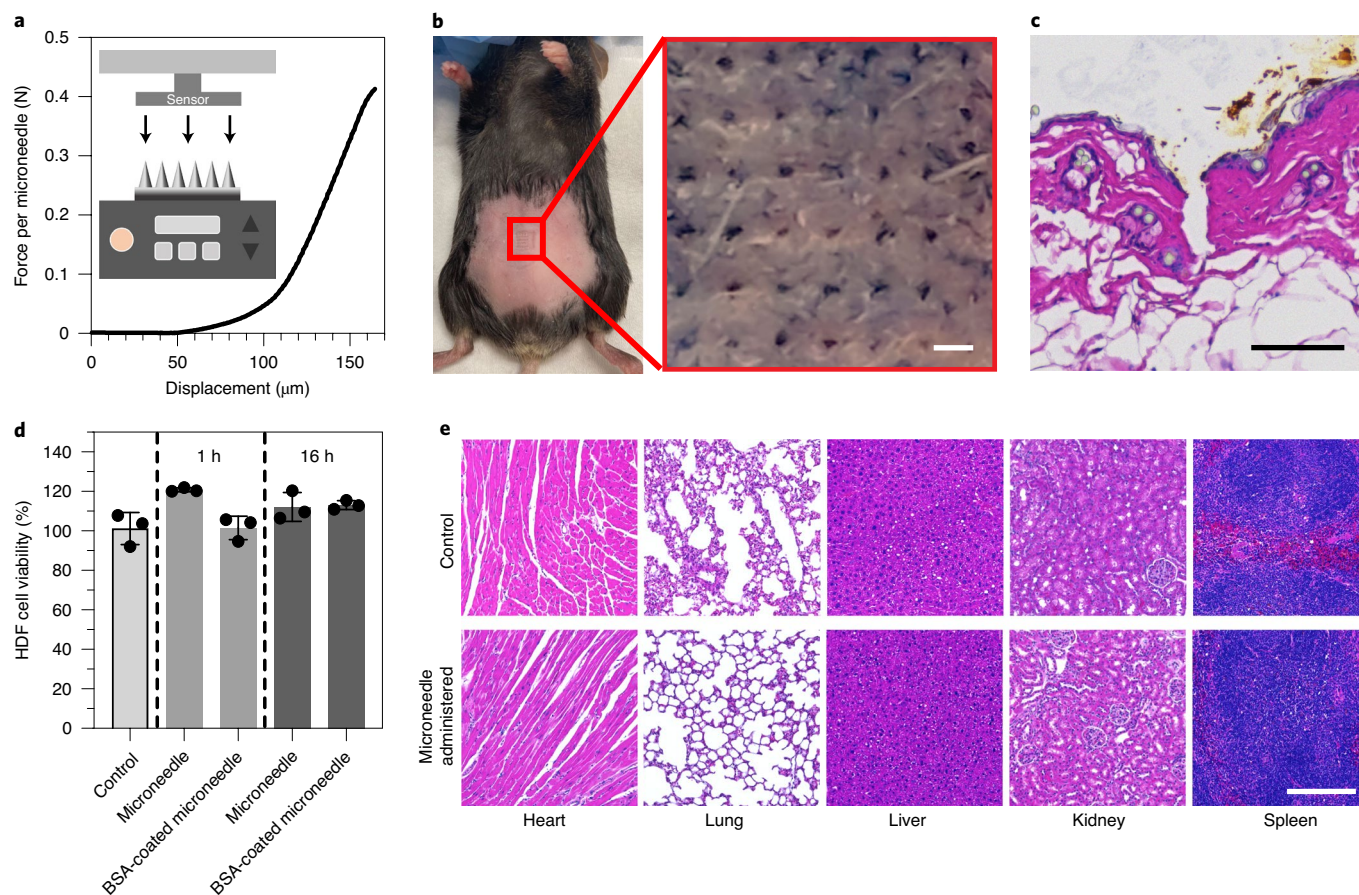 a
0.5
0.4
0.3
0.2
0.1
0
Force per microneedle (N)
Sensor
0
50
100
150
Displacement (μm)
b
c
d
140
120
100
80
60
40
20
0
HDF cell viability (%)
1 h
16 h
Control
Microneedle
BSA-coated microneedle
Microneedle
BSA-coated microneedle
e
Control
Microneedle
administered
Heart
Lung
Liver
Kidney
Spleen